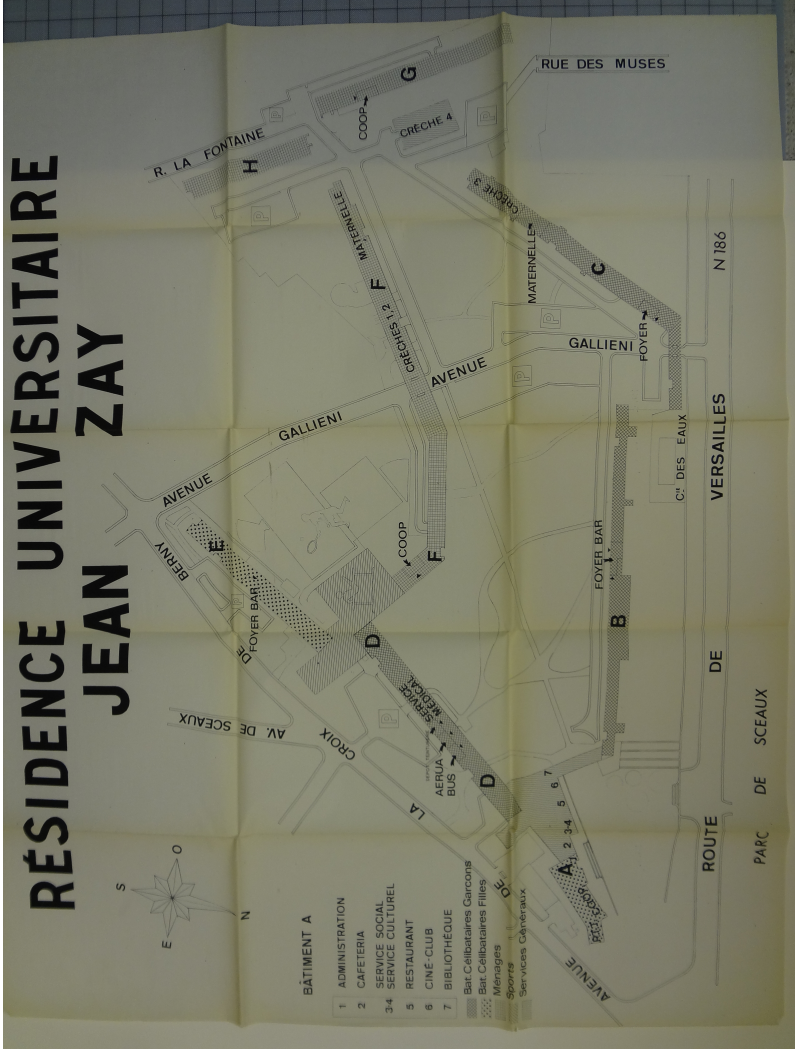 RÉSIDENCE UNIVERSITAIRE
JEAN ZAY
RUE DES MUSES
R. LA FONTAINE
G
COOP
CRÈCHE 4
H
P
P
P
MATERNELLE
F
CRÈCHES 1, 2
CRÈCHE 3
MATERNELLE
C
FOYER
N 186
P
P
AVENUE
GALLIENI
AVENUE
GALLIENI
CIE DES EAUX
VERSAILLES
DE
ROUTE
PARC DE SCEAUX
FOYER BAR
B
COOP
F
P
E
FOYER BAR
P
BERNY
DE
CROIX
LA
DE
AVENUE
AV. DE SCEAUX
P
D
SERVICE
MÉDICAL
AERUA
BUS
D
A
1 2 3-4 5 6 7
COOP
S
O
E
N
BÂTIMENT A
1 ADMINISTRATION
2 CAFETERIA
3-4 SERVICE SOCIAL
SERVICE CULTUREL
5 RESTAURANT
6 CINÉ-CLUB
7 BIBLIOTHÈQUE
Bat.Célibataires Garcons
Bat.Célibataires Filles
Ménages
Sports
Services Généraux